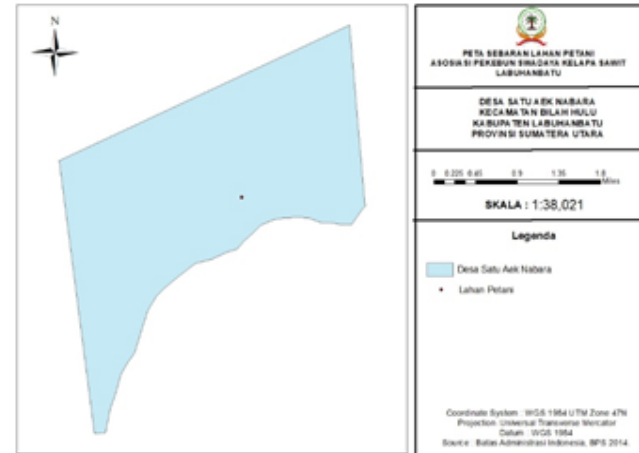 N
PETA SEBARAN LAHAN PETANI
ASOSIASI PEKEBUN SWADAYA KELAPA SAWIT
LABUHANBATU
DESA SATU AEK NABARA
KECAMATAN BILAH HULU
KABUPATEN LABUHANBATU
PROVINSI SUMATERA UTARA
0 0.225 0.45 0.9 1.35 1.8
Miles
SKALA : 1:38,021
Legenda
Desa Satu Aek Nabara
Lahan Petani
Coordinate System : WGS 1984 UTM Zone 47N
Projection: Universal Transverse Mercator
Datum : WGS 1984
Source : Batas Administrasi Indonesia, BPS 2014